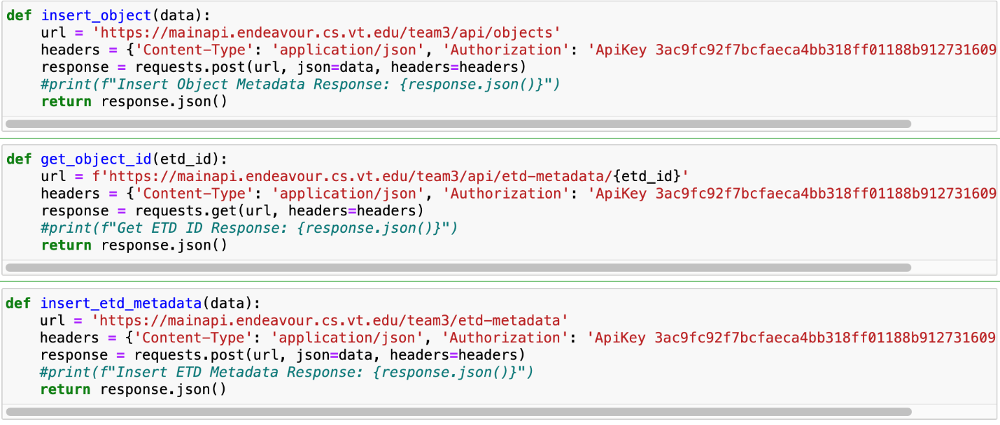 def insert_object(data):
    url = 'https://mainapi.endeavour.cs.vt.edu/team3/api/objects'
    headers = {'Content-Type': 'application/json', 'Authorization': 'ApiKey 3ac9fc92f7bcfaeca4bb318ff01188b912731609
    response = requests.post(url, json=data, headers=headers)
    #print(f"Insert Object Metadata Response: {response.json()}")
    return response.json()
def get_object_id(etd_id):
    url = f'https://mainapi.endeavour.cs.vt.edu/team3/api/etd-metadata/{etd_id}'
    headers = {'Content-Type': 'application/json', 'Authorization': 'ApiKey 3ac9fc92f7bcfaeca4bb318ff01188b912731609
    response = requests.get(url, headers=headers)
    #print(f"Get ETD ID Response: {response.json()}")
    return response.json()
def insert_etd_metadata(data):
    url = 'https://mainapi.endeavour.cs.vt.edu/team3/etd-metadata'
    headers = {'Content-Type': 'application/json', 'Authorization': 'ApiKey 3ac9fc92f7bcfaeca4bb318ff01188b912731609
    response = requests.post(url, json=data, headers=headers)
    #print(f"Insert ETD Metadata Response: {response.json()}")
    return response.json()